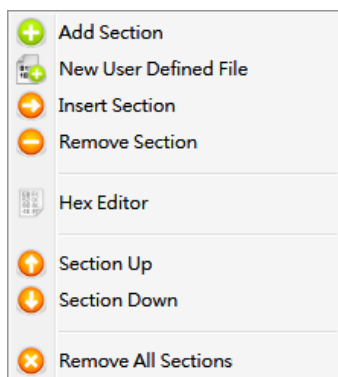 Add Section
New User Defined File
Insert Section
Remove Section
Hex Editor
Section Up
Section Down
Remove All Sections